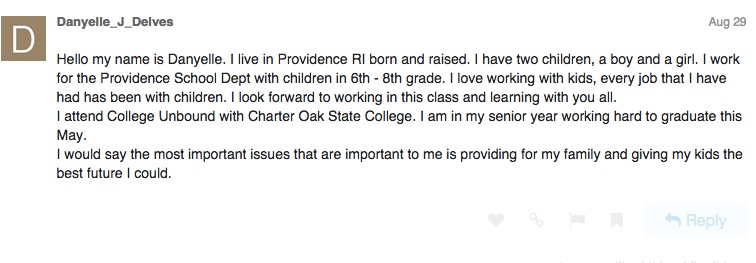 D
Danyelle_J_Delves
Aug 29
Hello my name is Danyelle. I live in Providence RI born and raised. I have two children, a boy and a girl. I work
for the Providence School Dept with children in 6th - 8th grade. I love working with kids, every job that I have
had has been with children. I look forward to working in this class and learning with you all.
I attend College Unbound with Charter Oak State College. I am in my senior year working hard to graduate this
May.
I would say the most important issues that are important to me is providing for my family and giving my kids the
best future I could.
Reply